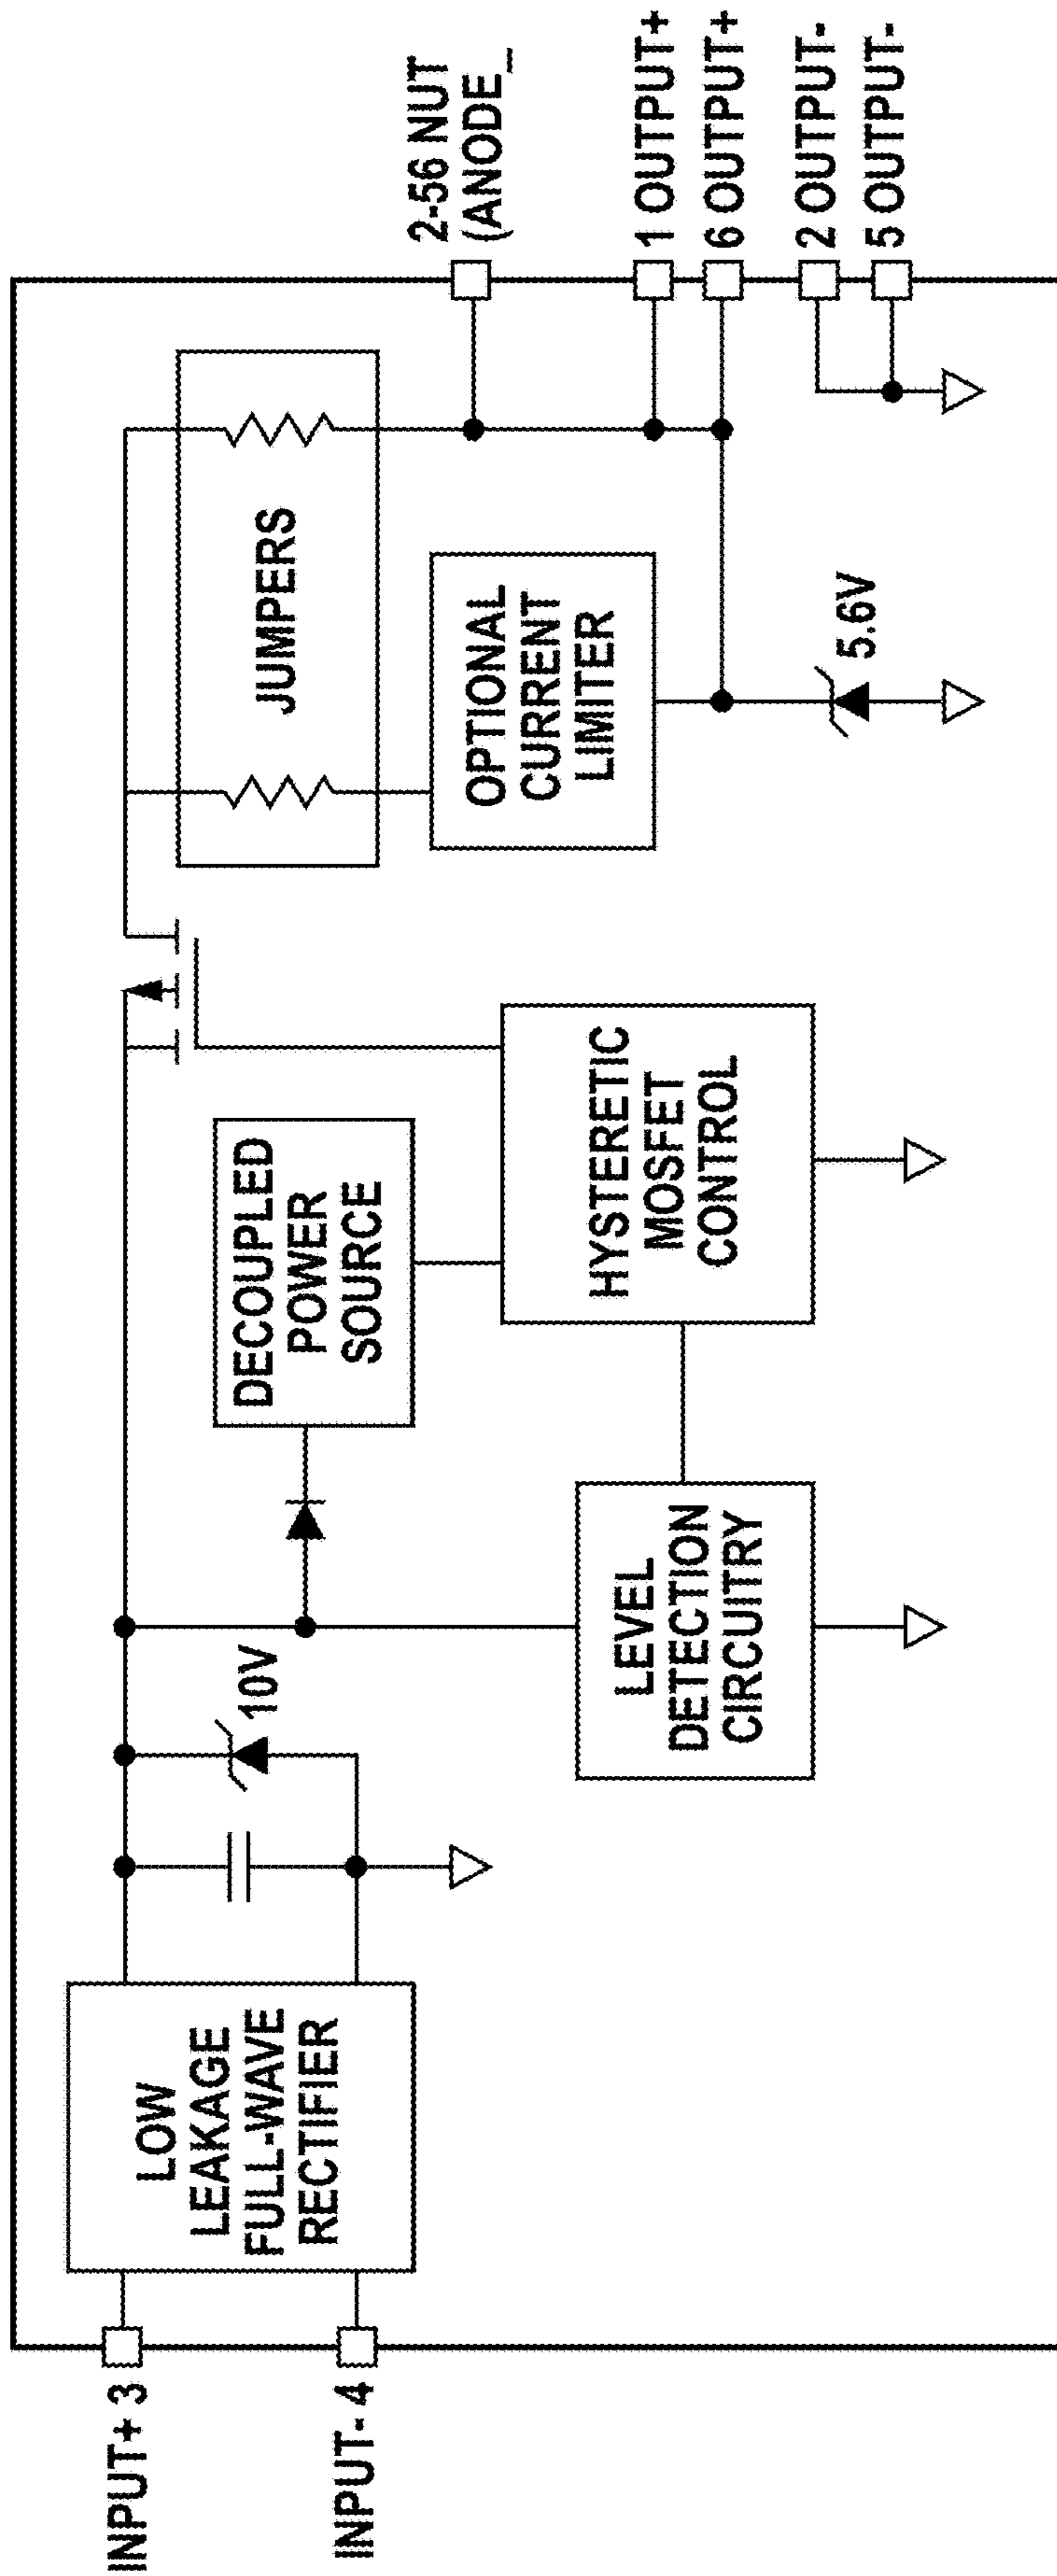 INPUT+ 3
INPUT- 4
LOW
LEAKAGE
FULL-WAVE
RECTIFIER
10V
LEVEL
DETECTION
CIRCUITRY
DECOUPLED
POWER
SOURCE
HYSTERETIC
MOSFET
CONTROL
JUMPERS
OPTIONAL
CURRENT
LIMITER
5.6V
2-56 NUT
(ANODE_
1 OUTPUT+
6 OUTPUT+
2 OUTPUT-
5 OUTPUT-